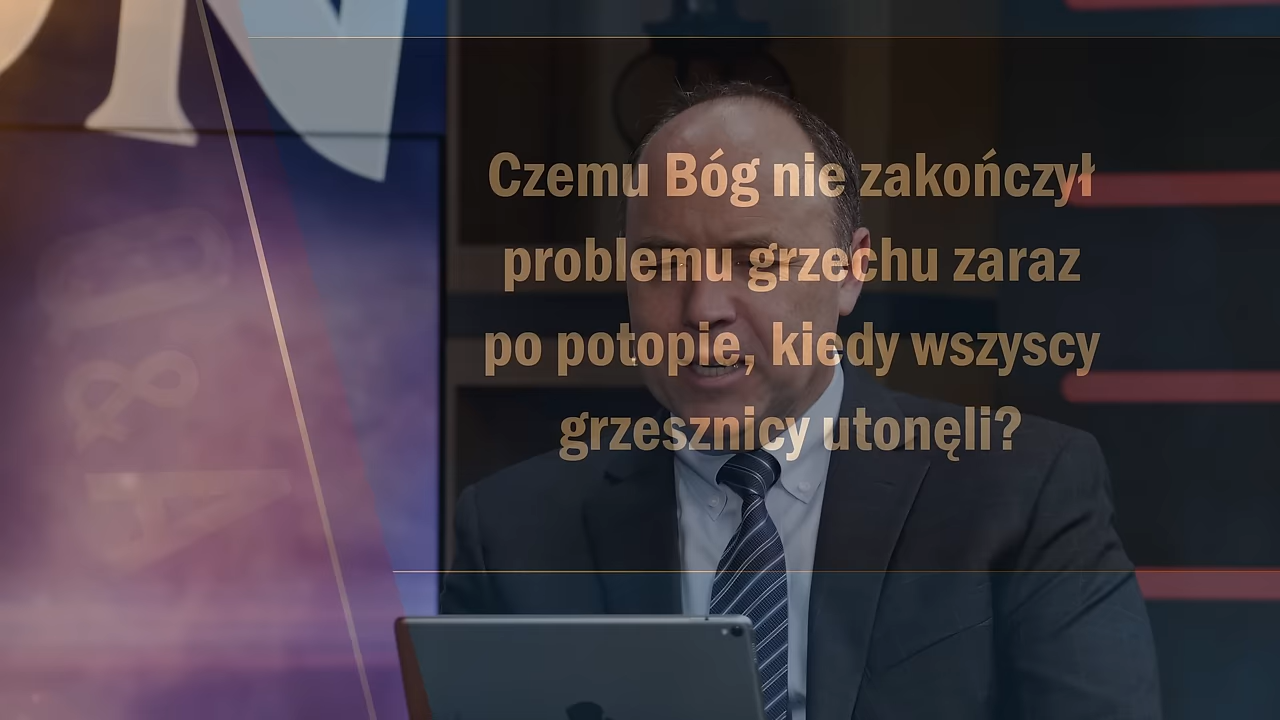 Czemu Bóg nie zakończył
problemu grzechu zaraz
po potopie, kiedy wszyscy
grzesznicy utonęli?